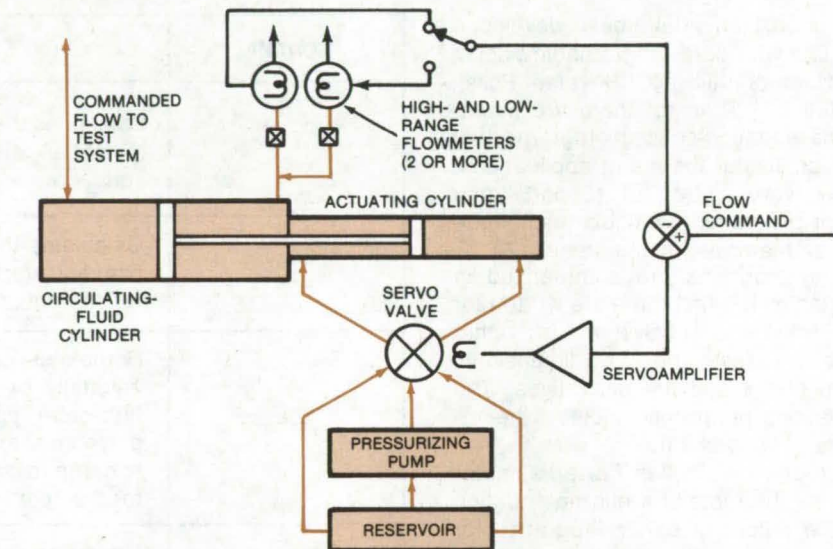 COMMANDED
FLOW TO
TEST
SYSTEM
HIGH- AND LOW-
RANGE
FLOWMETERS
(2 OR MORE)
ACTUATING CYLINDER
FLOW
COMMAND
−
+
CIRCULATING-
FLUID
CYLINDER
SERVO
VALVE
SERVOAMPLIFIER
PRESSURIZING
PUMP
RESERVOIR